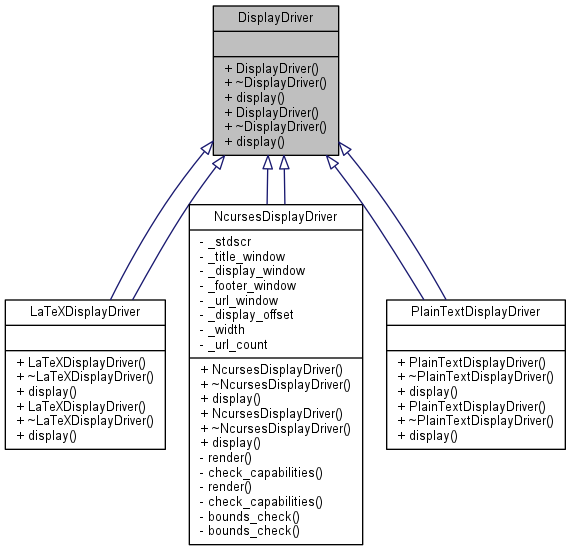 DisplayDriver
+ DisplayDriver()
+ ~DisplayDriver()
+ display()
+ DisplayDriver()
+ ~DisplayDriver()
+ display()
LaTeXDisplayDriver
+ LaTeXDisplayDriver()
+ ~LaTeXDisplayDriver()
+ display()
+ LaTeXDisplayDriver()
+ ~LaTeXDisplayDriver()
+ display()
NcursesDisplayDriver
- _stdscr
- _title_window
- _display_window
- _footer_window
- _url_window
- _display_offset
- _width
- _url_count
+ NcursesDisplayDriver()
+ ~NcursesDisplayDriver()
+ display()
+ NcursesDisplayDriver()
+ ~NcursesDisplayDriver()
+ display()
- render()
- check_capabilities()
- render()
- check_capabilities()
- bounds_check()
- bounds_check()
PlainTextDisplayDriver
+ PlainTextDisplayDriver()
+ ~PlainTextDisplayDriver()
+ display()
+ PlainTextDisplayDriver()
+ ~PlainTextDisplayDriver()
+ display()